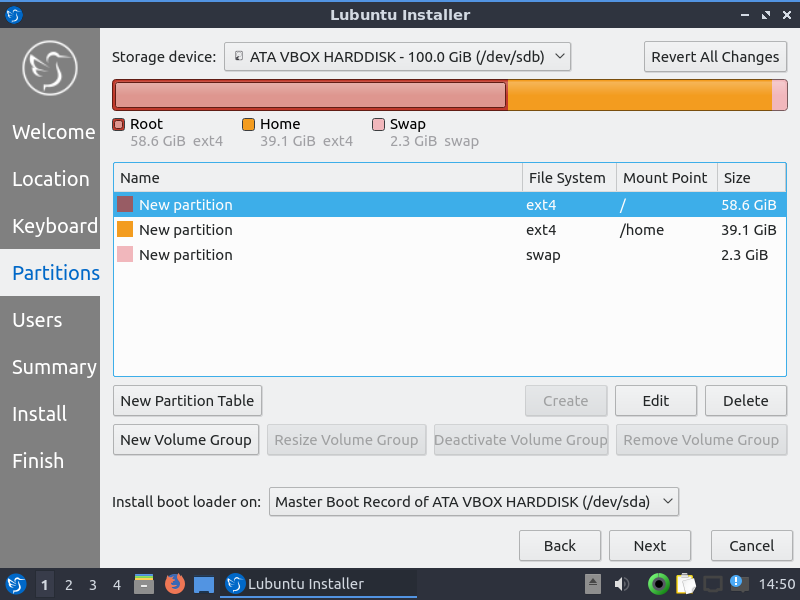 Lubuntu Installer
Storage device: ATA VBOX HARDDISK - 100.0 GiB (/dev/sdb) Revert All Changes
Root Home Swap
58.6 GiB ext4 39.1 GiB ext4 2.3 GiB swap
Welcome
Location
Keyboard
Partitions
Users
Summary
Install
Finish
Name File System Mount Point Size
New partition ext4 / 58.6 GiB
New partition ext4 /home 39.1 GiB
New partition swap 2.3 GiB
New Partition Table Create Edit Delete
New Volume Group Resize Volume Group Deactivate Volume Group Remove Volume Group
Install boot loader on: Master Boot Record of ATA VBOX HARDDISK (/dev/sda)
Back Next Cancel
1 2 3 4 Lubuntu Installer 14:50